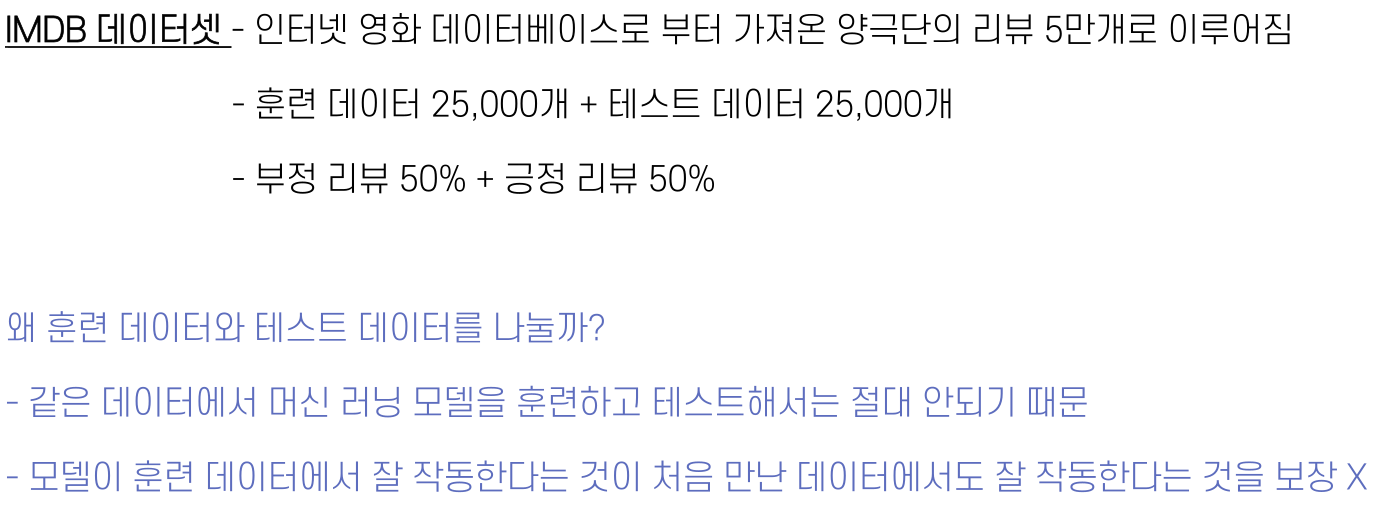 IMDB 데이터셋 - 인터넷 영화 데이터베이스로 부터 가져온 양극단의 리뷰 5만개로 이루어짐
- 훈련 데이터 25,000개 + 테스트 데이터 25,000개
- 부정 리뷰 50% + 긍정 리뷰 50%
왜 훈련 데이터와 테스트 데이터를 나눌까?
- 같은 데이터에서 머신 러닝 모델을 훈련하고 테스트해서는 절대 안되기 때문
- 모델이 훈련 데이터에서 잘 작동한다는 것이 처음 만난 데이터에서도 잘 작동한다는 것을 보장 X